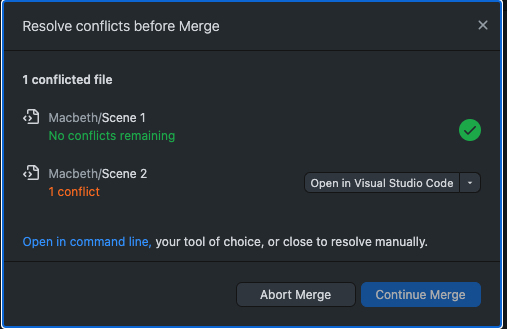 Resolve conflicts before Merge
1 conflicted file
Macbeth/Scene 1
No conflicts remaining
Macbeth/Scene 2
1 conflict
Open in Visual Studio Code
Open in command line, your tool of choice, or close to resolve manually.
Abort Merge
Continue Merge